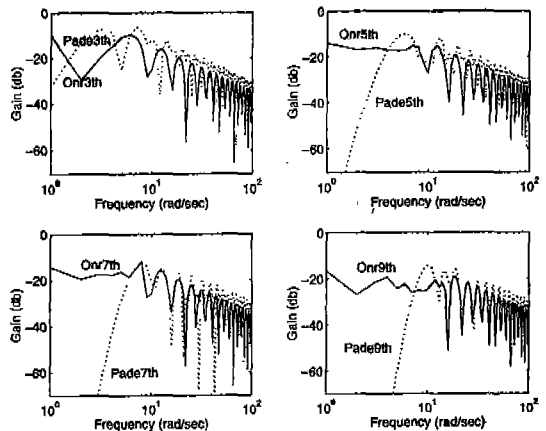 0
Pade3th
-20
Onr3th
-40
-60
Gain (db)
10^0
10^1
10^2
Frequency (rad/sec)
0
Onr5th
-20
-40
Pade5th
-60
Gain (db)
10^0
10^1
10^2
Frequency (rad/sec)
0
Onr7th
-20
-40
-60
Pade7th
Gain (db)
10^0
10^1
10^2
Frequency (rad/sec)
0
Onr9th
-20
-40
Pade9th
-60
Gain (db)
10^0
10^1
10^2
Frequency (rad/sec)